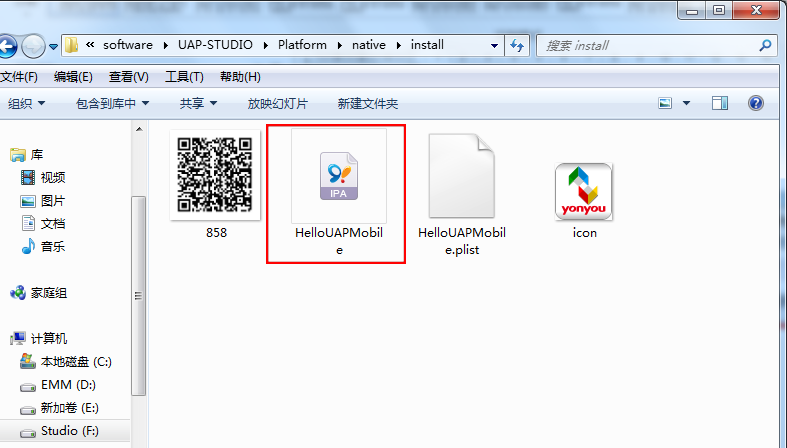 « software ▸ UAP-STUDIO ▸ Platform ▸ native ▸ install
搜索 install
文件(F) 编辑(E) 查看(V) 工具(T) 帮助(H)
组织 包含到库中 共享 放映幻灯片 新建文件夹
库
视频
图片
文档
音乐
家庭组
计算机
本地磁盘 (C:)
EMM (D:)
新加卷 (E:)
Studio (F:)
IPA
yonyou
858
HelloUAPMobil
e
HelloUAPMobil
e.plist
icon